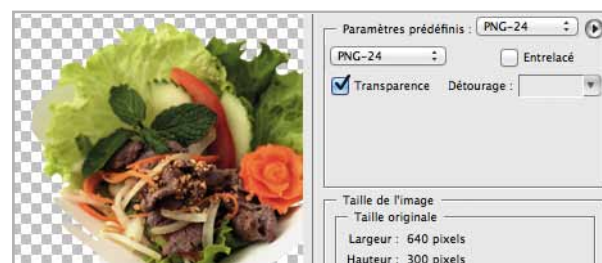 Paramètres prédéfinis : PNG-24
PNG-24 Entrelacé
Transparence Détourage :
Taille de l'image
Taille originale
Largeur : 640 pixels
Hauteur : 300 pixels